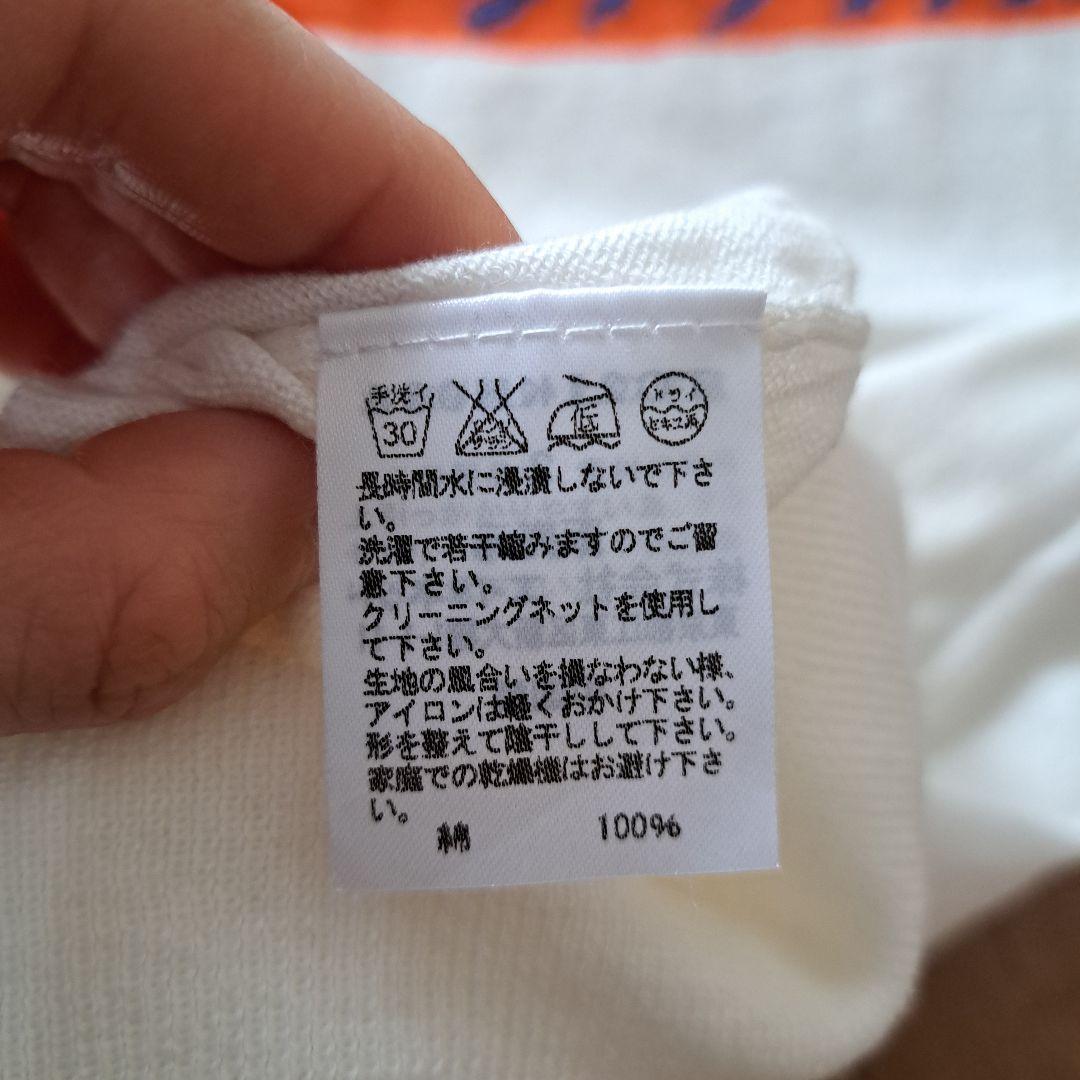 手洗イ
30
低
ドライ
セキユ系
長時間水に浸漬しないで下さ
い。
洗濯で若干縮みますのでご留
意下さい。
クリーニングネットを使用し
て下さい。
生地の風合いを損なわない様、
アイロンは軽くおかけ下さい。
形を整えて陰干しして下さい。
家庭での乾燥機はお避け下さ
い。
綿 100%